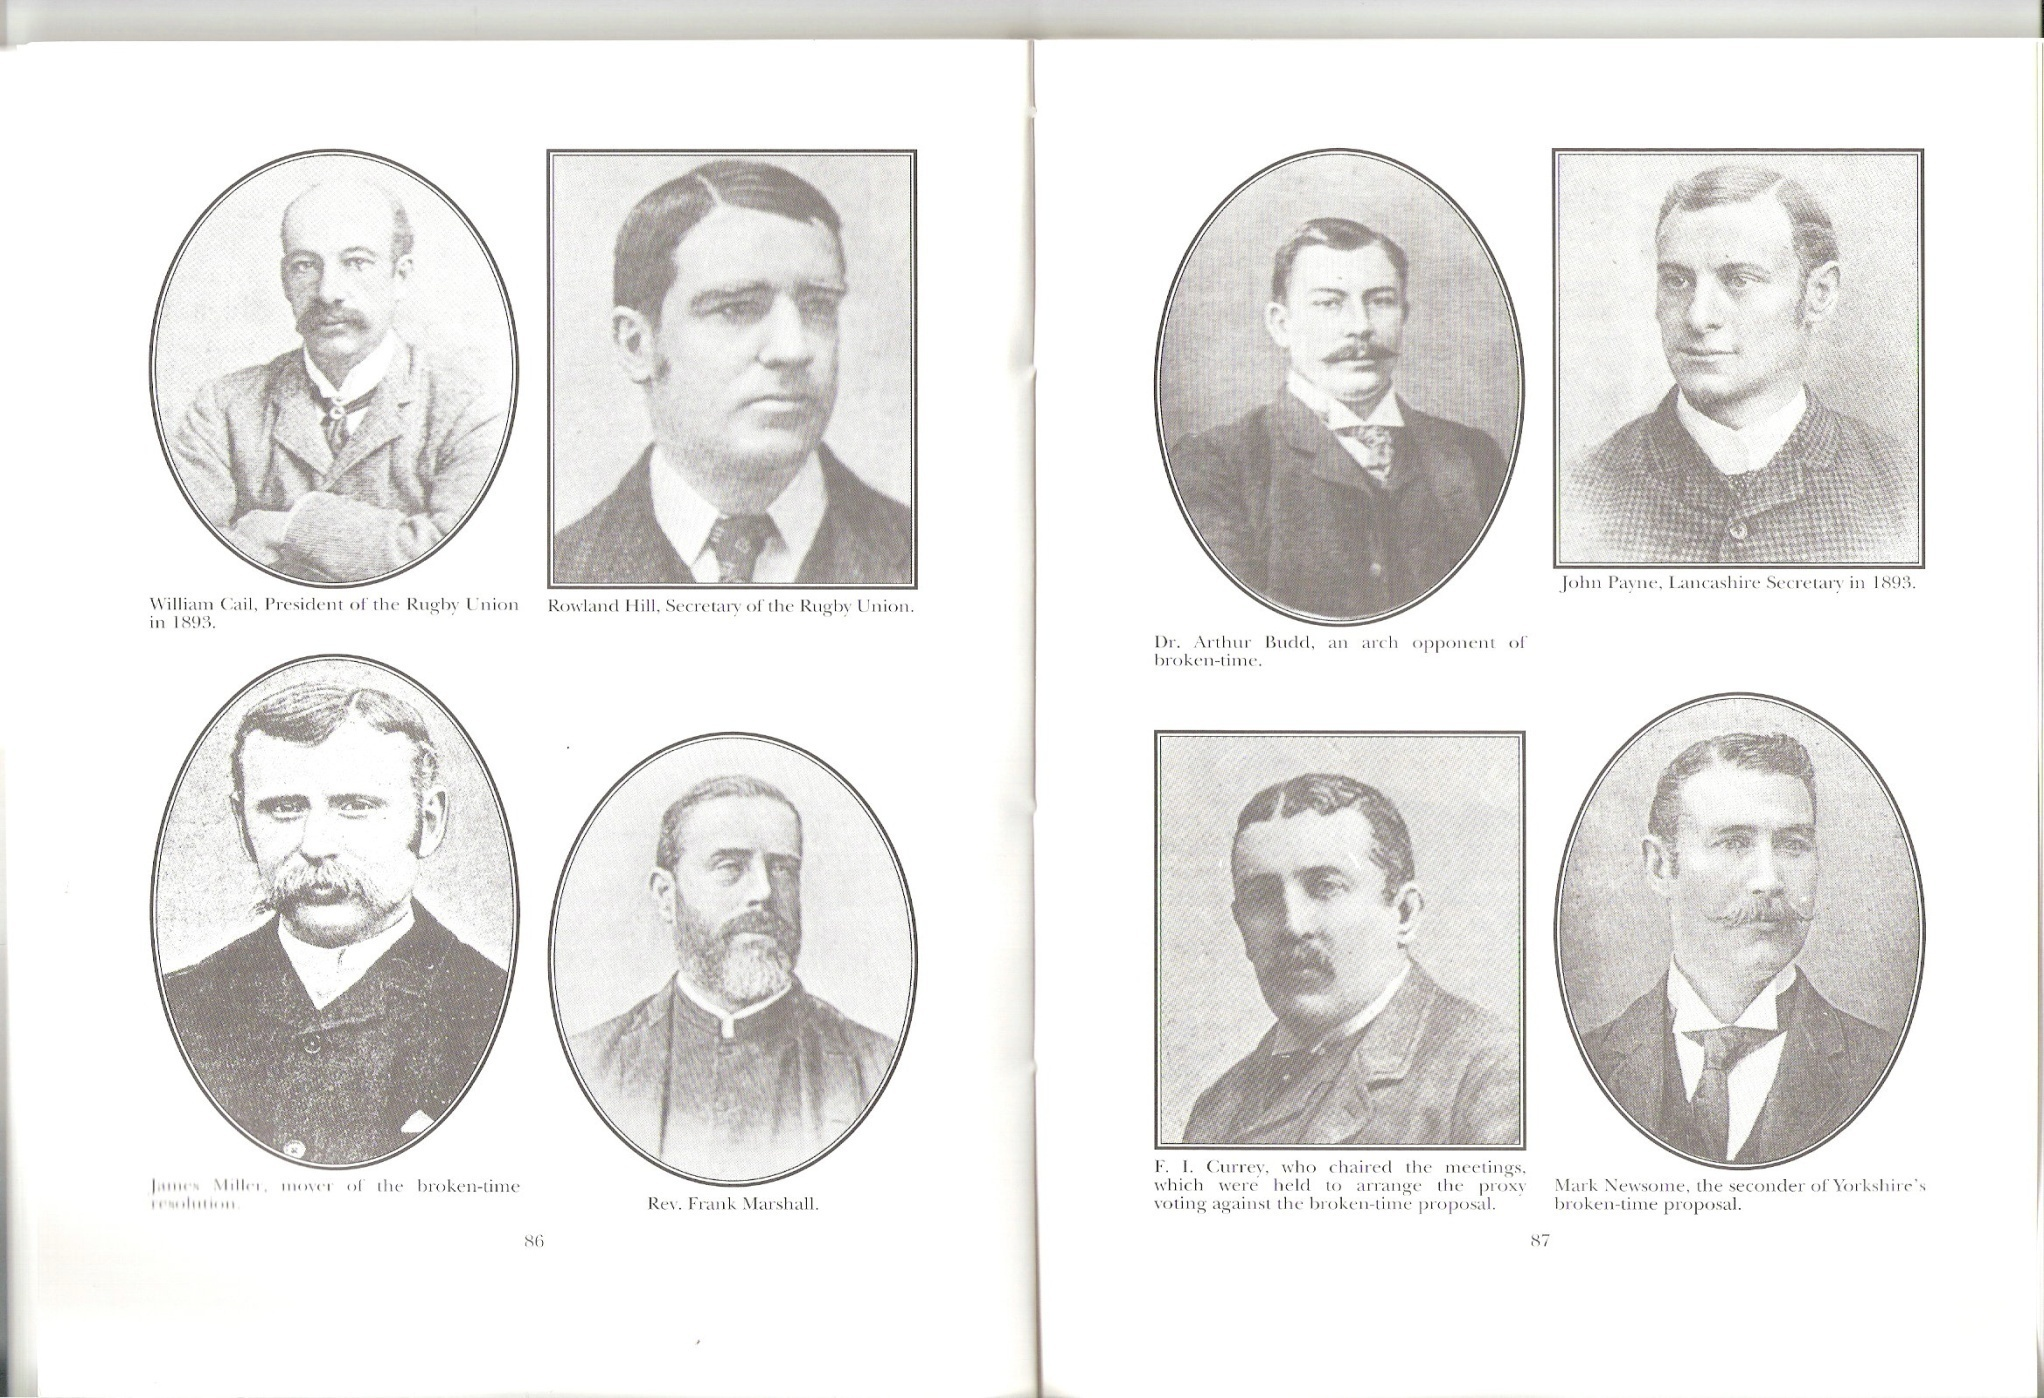 William Cail, President of the Rugby Union
in 1893.
Rowland Hill, Secretary of the Rugby Union.
James Miller, mover of the broken-time
resolution.
Rev. Frank Marshall.
86
Dr. Arthur Budd, an arch opponent of
broken-time.
John Payne, Lancashire Secretary in 1893.
F. I. Currey, who chaired the meetings,
which were held to arrange the proxy
voting against the broken-time proposal.
Mark Newsome, the seconder of Yorkshire's
broken-time proposal.
87